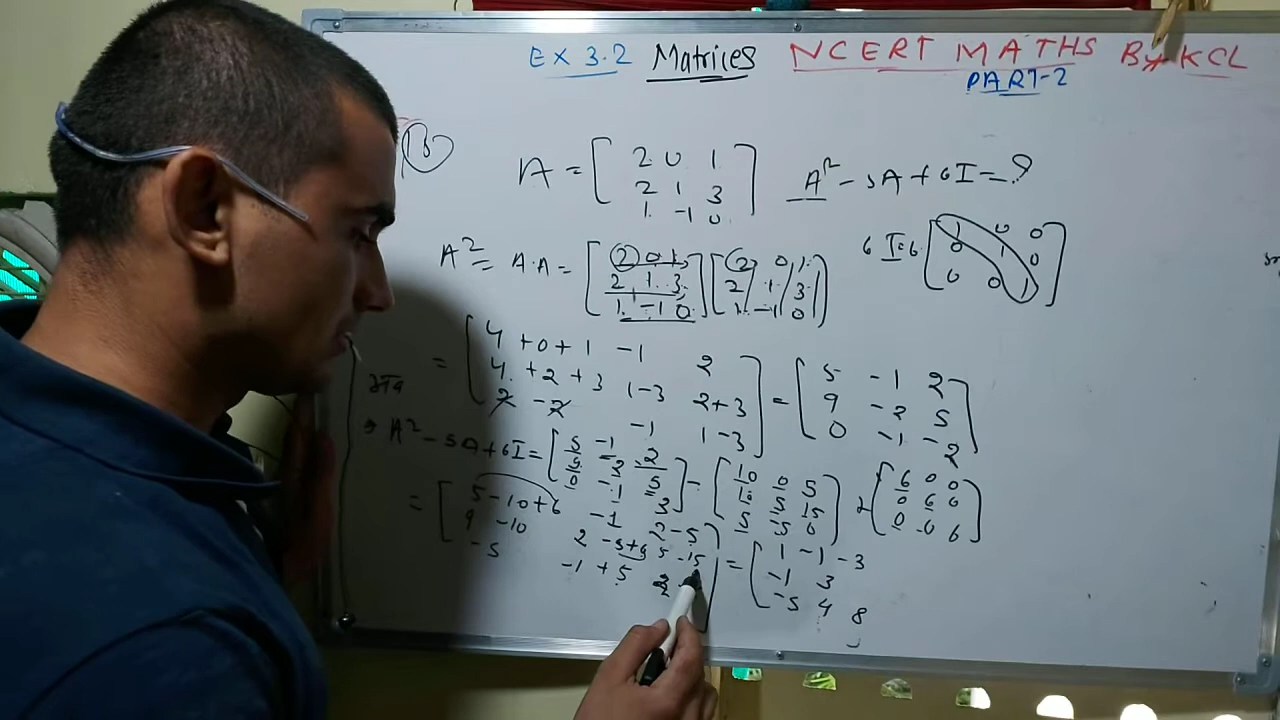 EX 3.2 Matrices NCERT MATHS By KCL
PART-2
A = [ 2 0 1 A² - 5A + 6I = ?
2 1 3
1 -1 0 ]
A² = A.A = [ 2 0 1 ] [ 2 0 1 ] 6I = 6 [ 1 0 0
2 1 3 2 1 3 0 1 0
1 -1 0 1 -1 0 0 0 1 ]
= [ 4 + 0 + 1 -1 2 ] = [ 5 -1 2
4 + 2 + 3 1-3 2+3 9 -2 5
2 - 2 -1 1-3 ] 0 -1 -2 ]
A² - 5A + 6I = [ 5 -1 2 ] - [ 10 0 5 ] + [ 6 0 0
-2 5 10 5 15 0 6 0
0 -1 5 -5 0 0 0 6 ]
= [ 5-10+6 -1 2-5 ] = [ 1 -1 -3
9 -10 2 -5+6 5-15 -1 3
-5 -1 + 5 -5 4 8